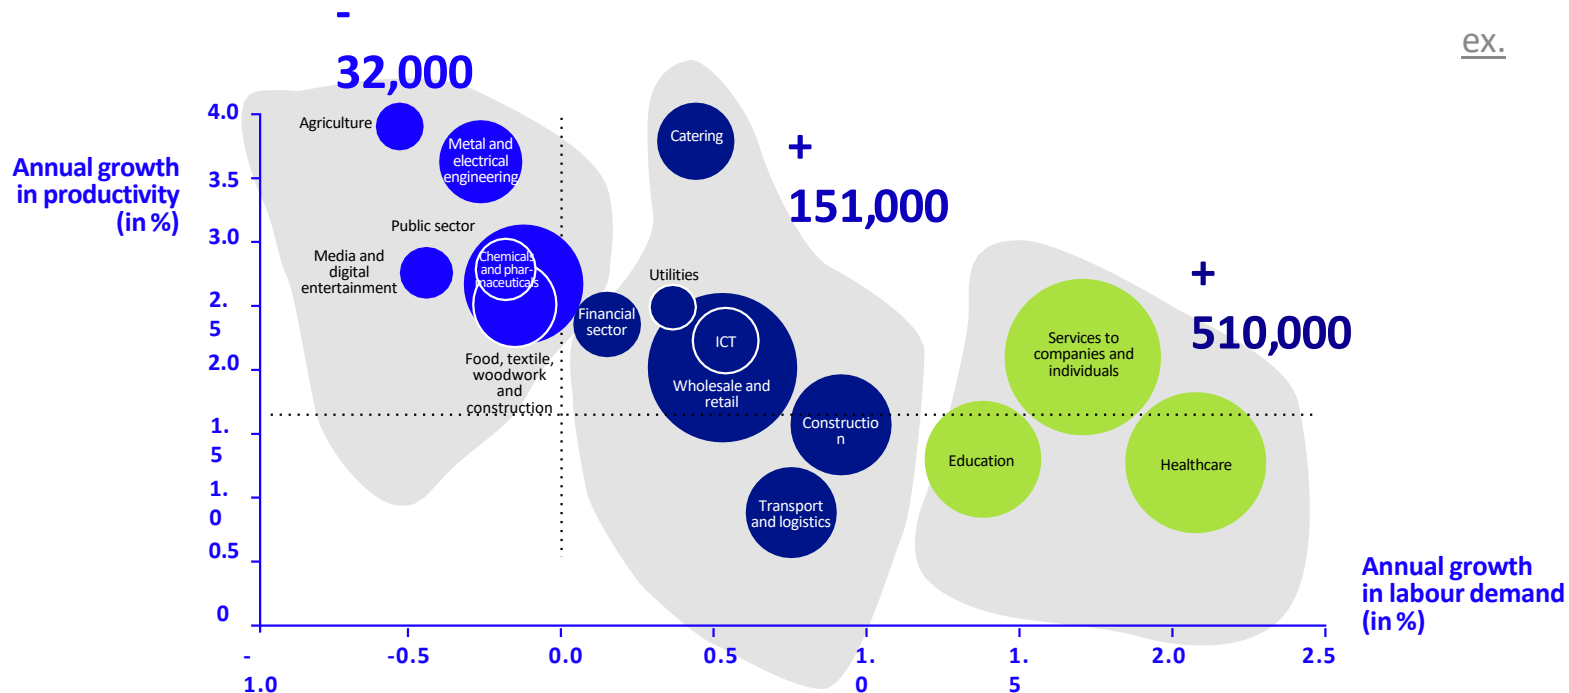 -
32,000
ex.
4.0
3.5
3.0
2.
5
2.0
1.
5
1.
0
0.5
0
Annual growth
in productivity
(in %)
Agriculture
Metal and
electrical
engineering
Public sector
Media and
digital
entertainment
Chemicals
and phar-
maceuticals
Food, textile,
woodwork
and
construction
Catering
+
151,000
Utilities
Financial
sector
ICT
Wholesale and
retail
Constructio
n
Transport
and logistics
+
510,000
Services to
companies and
individuals
Education
Healthcare
Annual growth
in labour demand
(in %)
-
1.0
-0.5
0.0
0.5
1.
0
1.
5
2.0
2.5